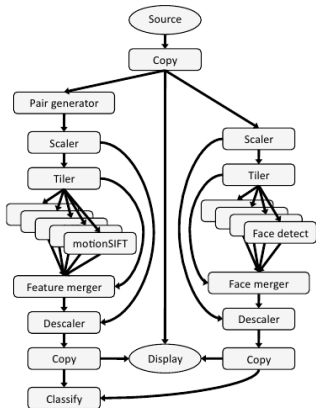 Source
Copy
Pair generator
Scaler
Tiler
motionSIFT
Feature merger
Descaler
Copy
Classify
Scaler
Tiler
Face detect
Face merger
Descaler
Copy
Display